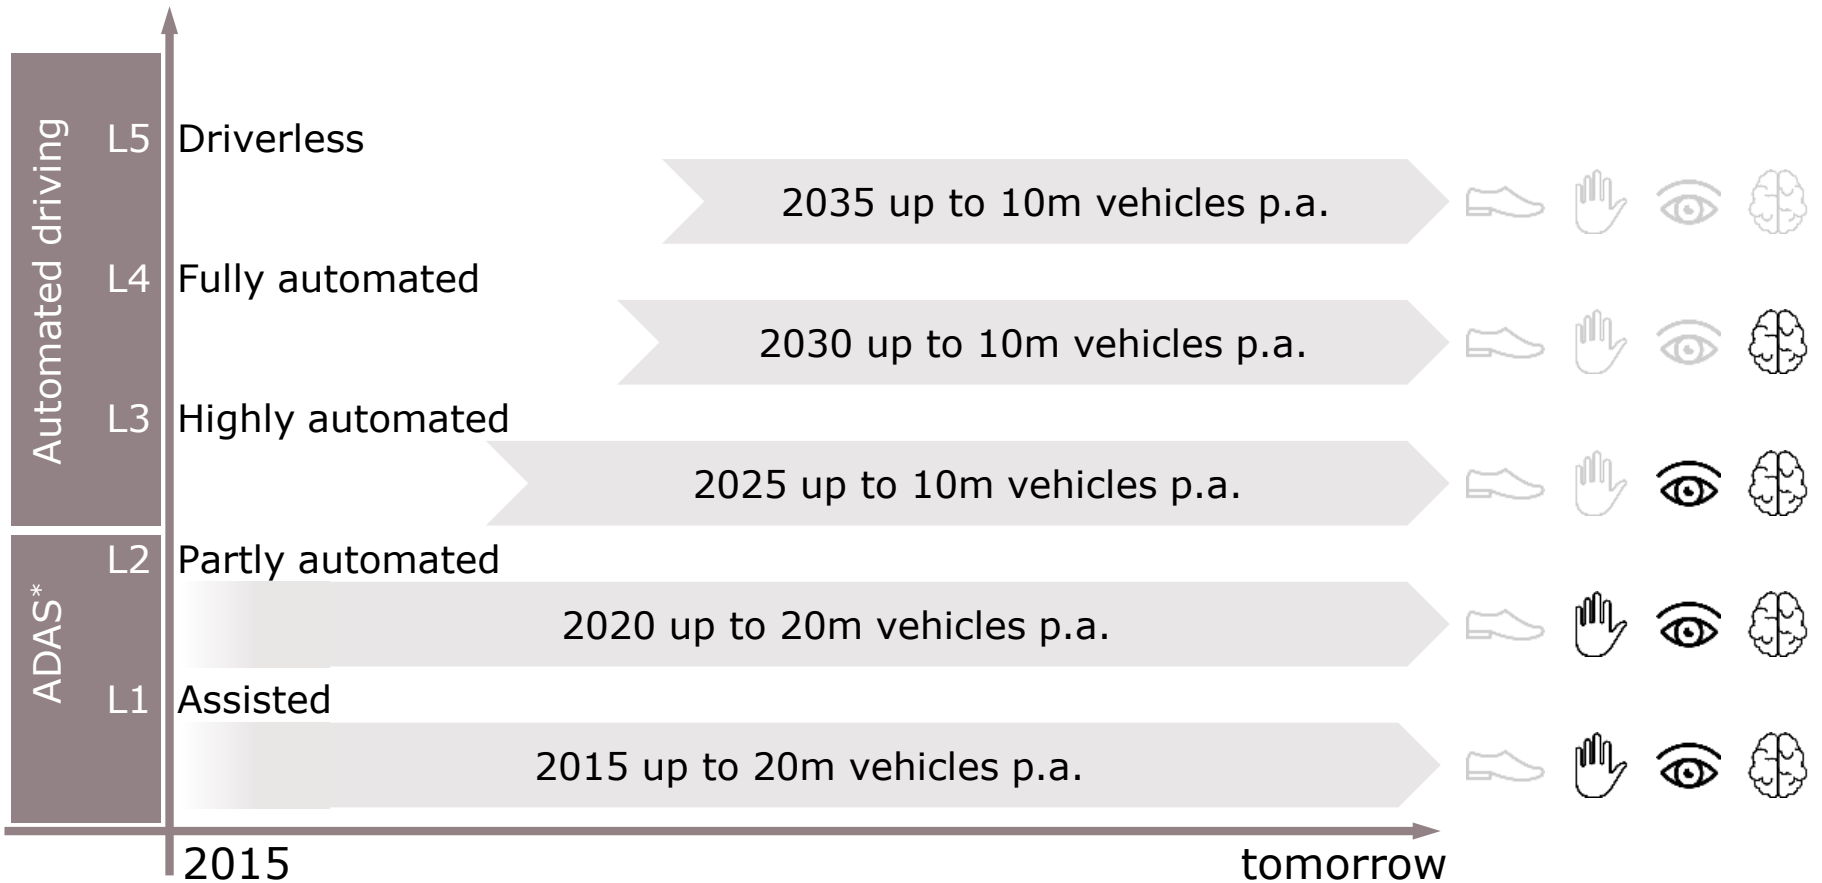 Automated driving
L5 Driverless
2035 up to 10m vehicles p.a.
L4 Fully automated
2030 up to 10m vehicles p.a.
L3 Highly automated
2025 up to 10m vehicles p.a.
ADAS*
L2 Partly automated
2020 up to 20m vehicles p.a.
L1 Assisted
2015 up to 20m vehicles p.a.
2015
tomorrow